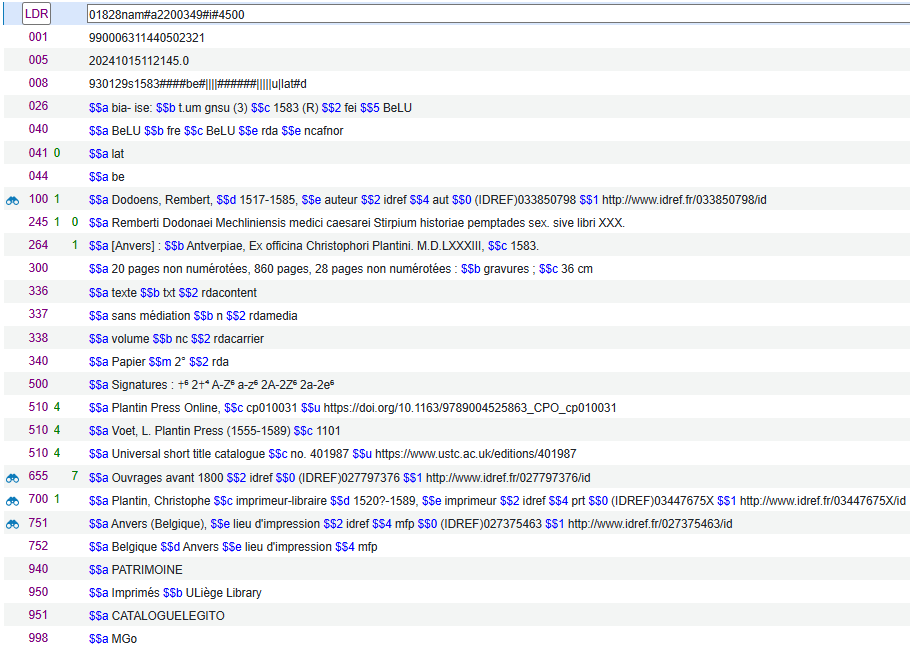 LDR 01828nam#a2200349#i#4500
001 990006311440502321
005 20241015112145.0
008 930129s1583####be#||||######|||||u|lat#d
026 $$a bia- ise: $$b t.um gnsu (3) $$c 1583 (R) $$2 fei $$5 BeLU
040 $$a BeLU $$b fre $$c BeLU $$e rda $$e ncafnor
041 0 $$a lat
044 $$a be
100 1 $$a Dodoens, Rembert, $$d 1517-1585, $$e auteur $$2 idref $$4 aut $$0 (IDREF)033850798 $$1 http://www.idref.fr/033850798/id
245 1 0 $$a Remberti Dodonaei Mechliniensis medici caesarei Stirpium historiae pemptades sex. sive libri XXX.
264 1 $$a [Anvers] : $$b Antverpiae, Ex officina Christophori Plantini. M.D.LXXXIII, $$c 1583.
300 $$a 20 pages non numérotées, 860 pages, 28 pages non numérotées : $$b gravures ; $$c 36 cm
336 $$a texte $$b txt $$2 rdacontent
337 $$a sans médiation $$b n $$2 rdamedia
338 $$a volume $$b nc $$2 rdacarrier
340 $$a Papier $$m 2° $$2 rda
500 $$a Signatures : ⁠†⁶ 2†⁴ A-Z⁶ a-z⁶ 2A-2Z⁶ 2a-2e⁶
510 4 $$a Plantin Press Online, $$c cp010031 $$u https://doi.org/10.1163/9789004525863_CPO_cp010031
510 4 $$a Voet, L. Plantin Press (1555-1589) $$c 1101
510 4 $$a Universal short title catalogue $$c no. 401987 $$u https://www.ustc.ac.uk/editions/401987
655 7 $$a Ouvrages avant 1800 $$2 idref $$0 (IDREF)027797376 $$1 http://www.idref.fr/027797376/id
700 1 $$a Plantin, Christophe $$c imprimeur-libraire $$d 1520?-1589, $$e imprimeur $$2 idref $$4 prt $$0 (IDREF)03447675X $$1 http://www.idref.fr/03447675X/id
751 $$a Anvers (Belgique), $$e lieu d'impression $$2 idref $$4 mfp $$0 (IDREF)027375463 $$1 http://www.idref.fr/027375463/id
752 $$a Belgique $$d Anvers $$e lieu d'impression $$4 mfp
940 $$a PATRIMOINE
950 $$a Imprimés $$b ULiège Library
951 $$a CATALOGUELEGITO
998 $$a MGo